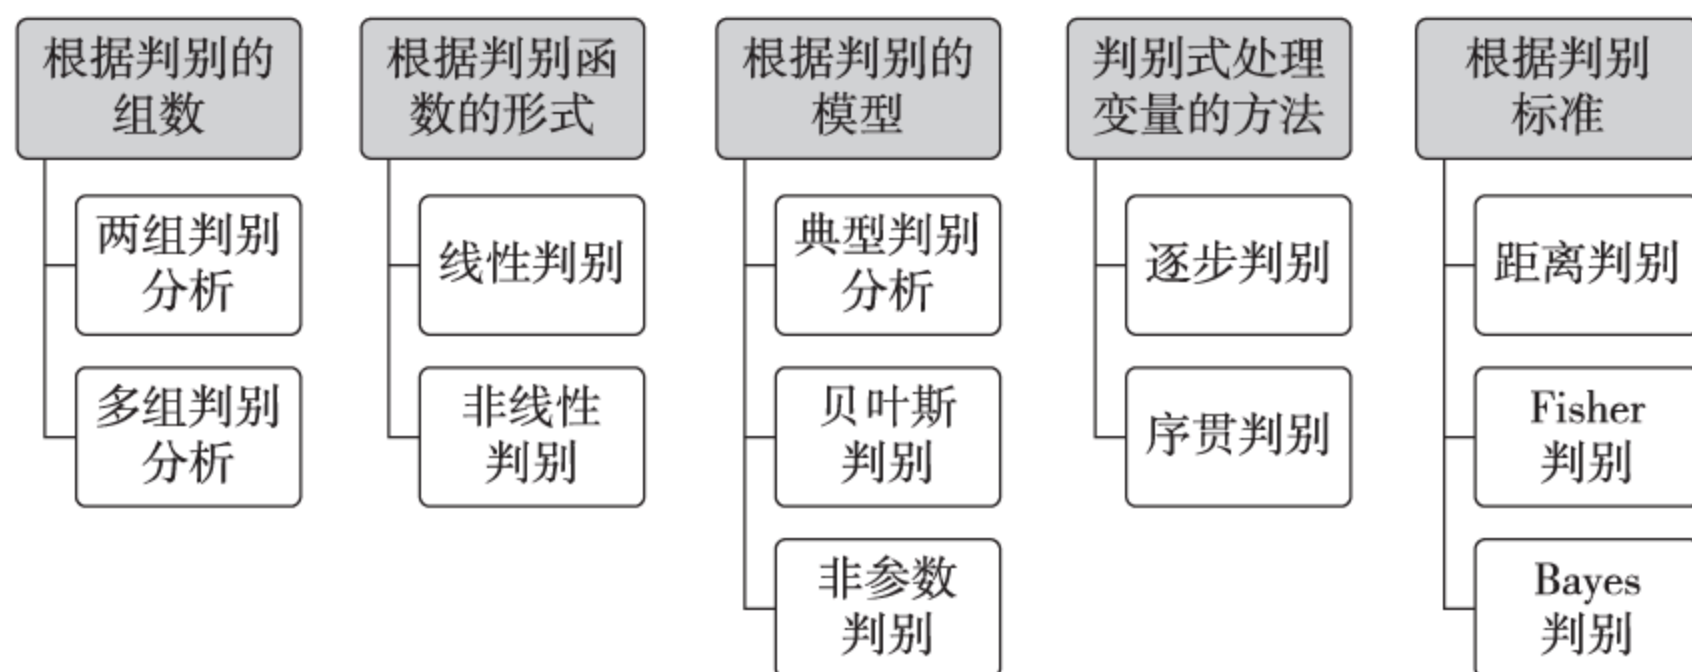 根据判别的
组数
两组判别
分析
多组判别
分析
根据判别函
数的形式
线性判别
非线性
判别
根据判别的
模型
典型判别
分析
贝叶斯
判别
非参数
判别
判别式处理
变量的方法
逐步判别
序贯判别
根据判别
标准
距离判别
Fisher
判别
Bayes
判别